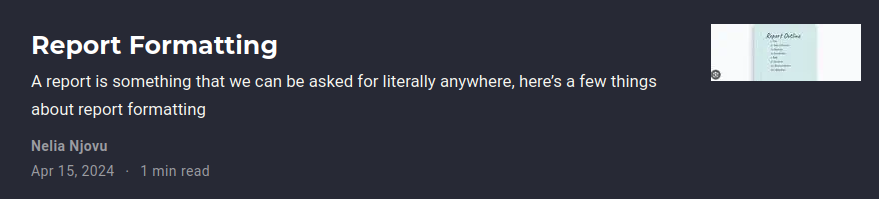 Report Formatting
A report is something that we can be asked for literally anywhere, here’s a few things
about report formatting
Nelia Njovu
Apr 15, 2024 · 1 min read
Report Outline